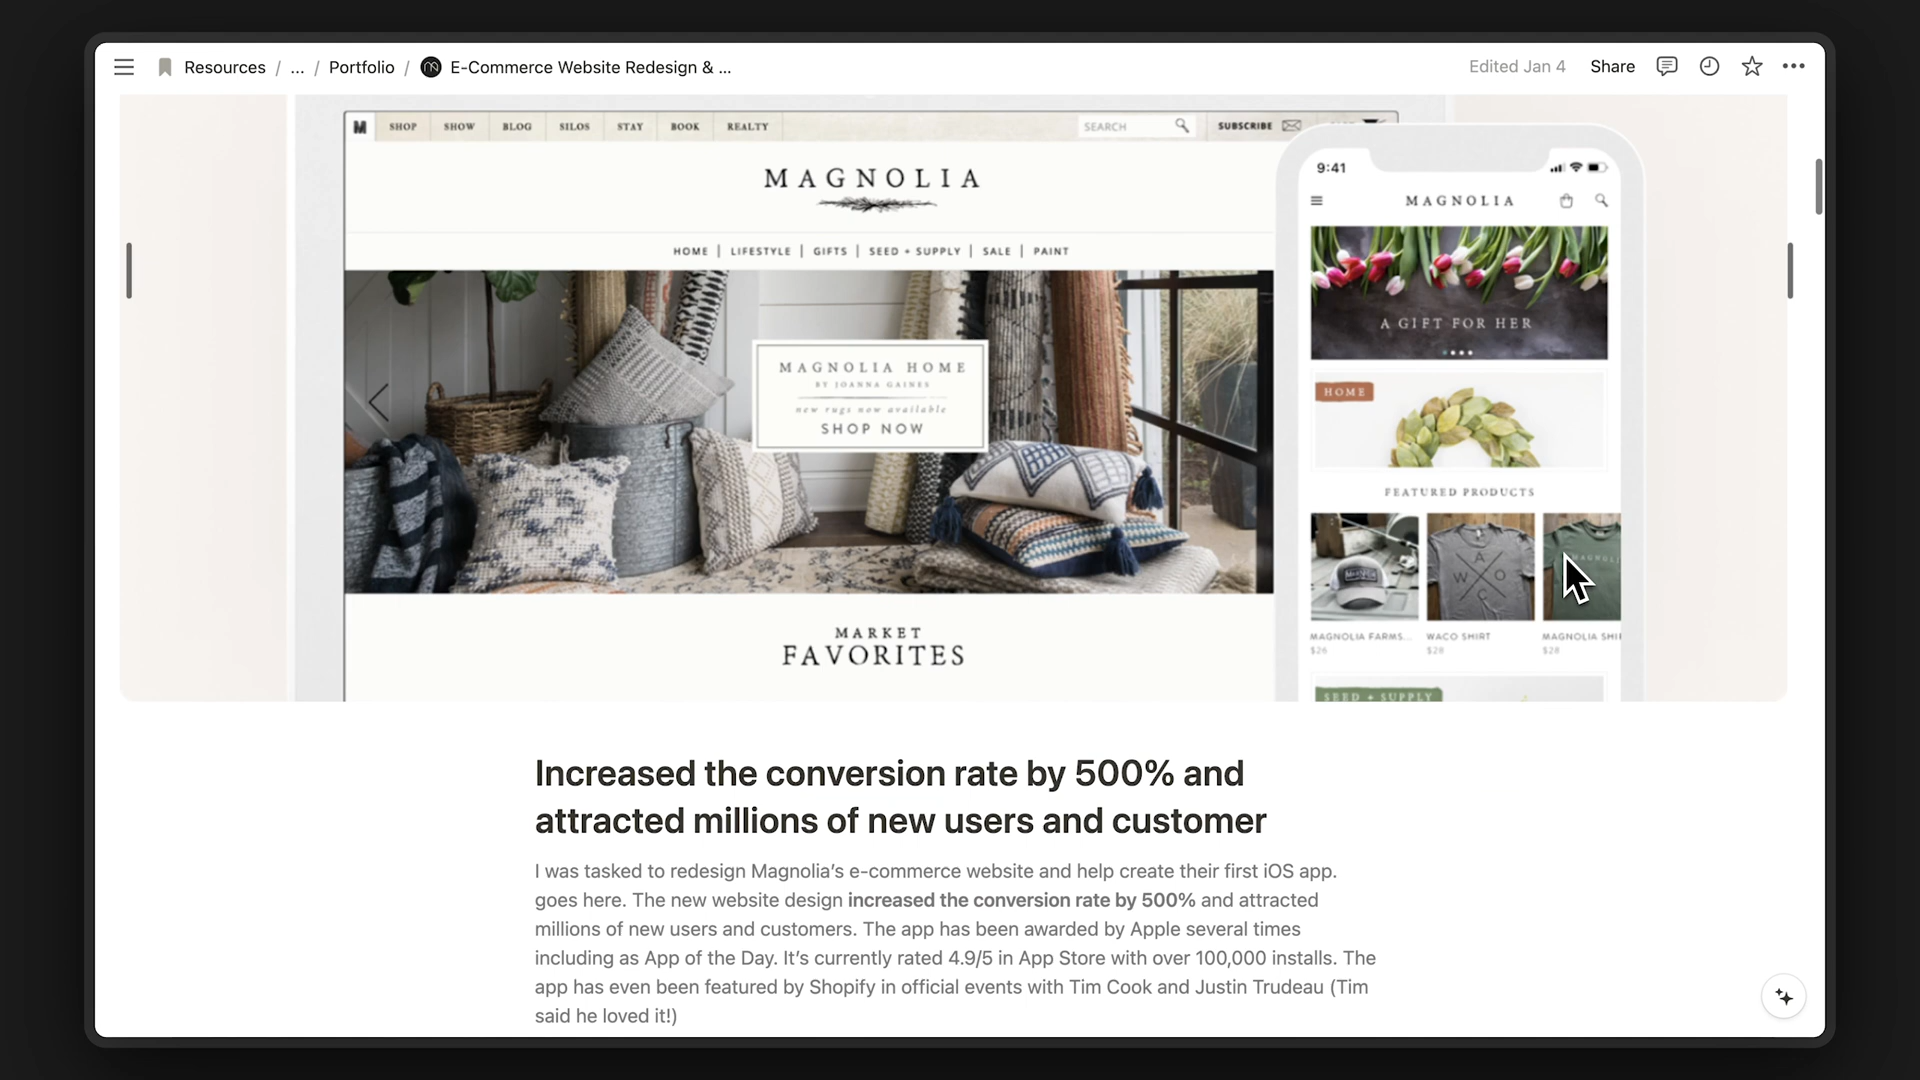 Resources / ... / Portfolio / E-Commerce Website Redesign & ...
Edited Jan 4 Share
M SHOP SHOW BLOG SILOS STAY BOOK REALTY SEARCH SUBSCRIBE
MAGNOLIA
HOME | LIFESTYLE | GIFTS | SEED + SUPPLY | SALE | PAINT
MAGNOLIA HOME
BY JOANNA GAINES
new rugs now available
SHOP NOW
MARKET
FAVORITES
9:41
MAGNOLIA
A GIFT FOR HER
HOME
FEATURED PRODUCTS
A
W O
C
MAGNOLIA FARMS... WACO SHIRT MAGNOLIA SHI
$26 $28 $28
SEED + SUPPLY
Increased the conversion rate by 500% and
attracted millions of new users and customer
I was tasked to redesign Magnolia’s e-commerce website and help create their first iOS app.
goes here. The new website design increased the conversion rate by 500% and attracted
millions of new users and customers. The app has been awarded by Apple several times
including as App of the Day. It’s currently rated 4.9/5 in App Store with over 100,000 installs. The
app has even been featured by Shopify in official events with Tim Cook and Justin Trudeau (Tim
said he loved it!)